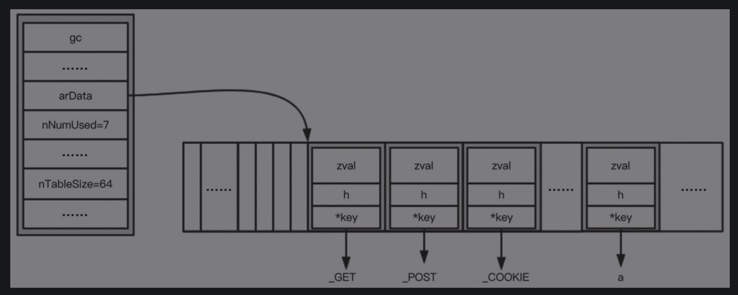 gc
......
arData
nNumUsed=7
......
nTableSize=64
......
...... zval zval zval ...... zval ......
h h h h
*key *key *key *key
_GET _POST _COOKIE a